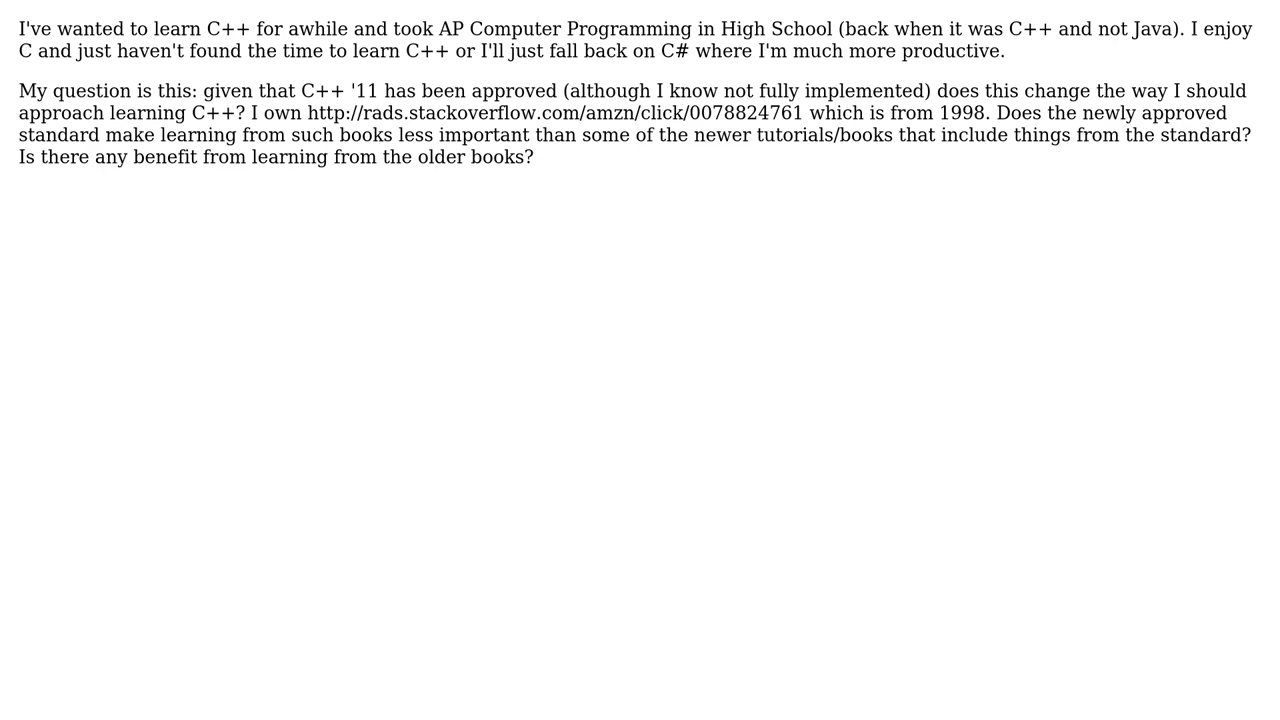 I've wanted to learn C++ for awhile and took AP Computer Programming in High School (back when it was C++ and not Java). I enjoy
C and just haven't found the time to learn C++ or I'll just fall back on C# where I'm much more productive.
My question is this: given that C++ '11 has been approved (although I know not fully implemented) does this change the way I should
approach learning C++? I own http://rads.stackoverflow.com/amzn/click/0078824761 which is from 1998. Does the newly approved
standard make learning from such books less important than some of the newer tutorials/books that include things from the standard?
Is there any benefit from learning from the older books?